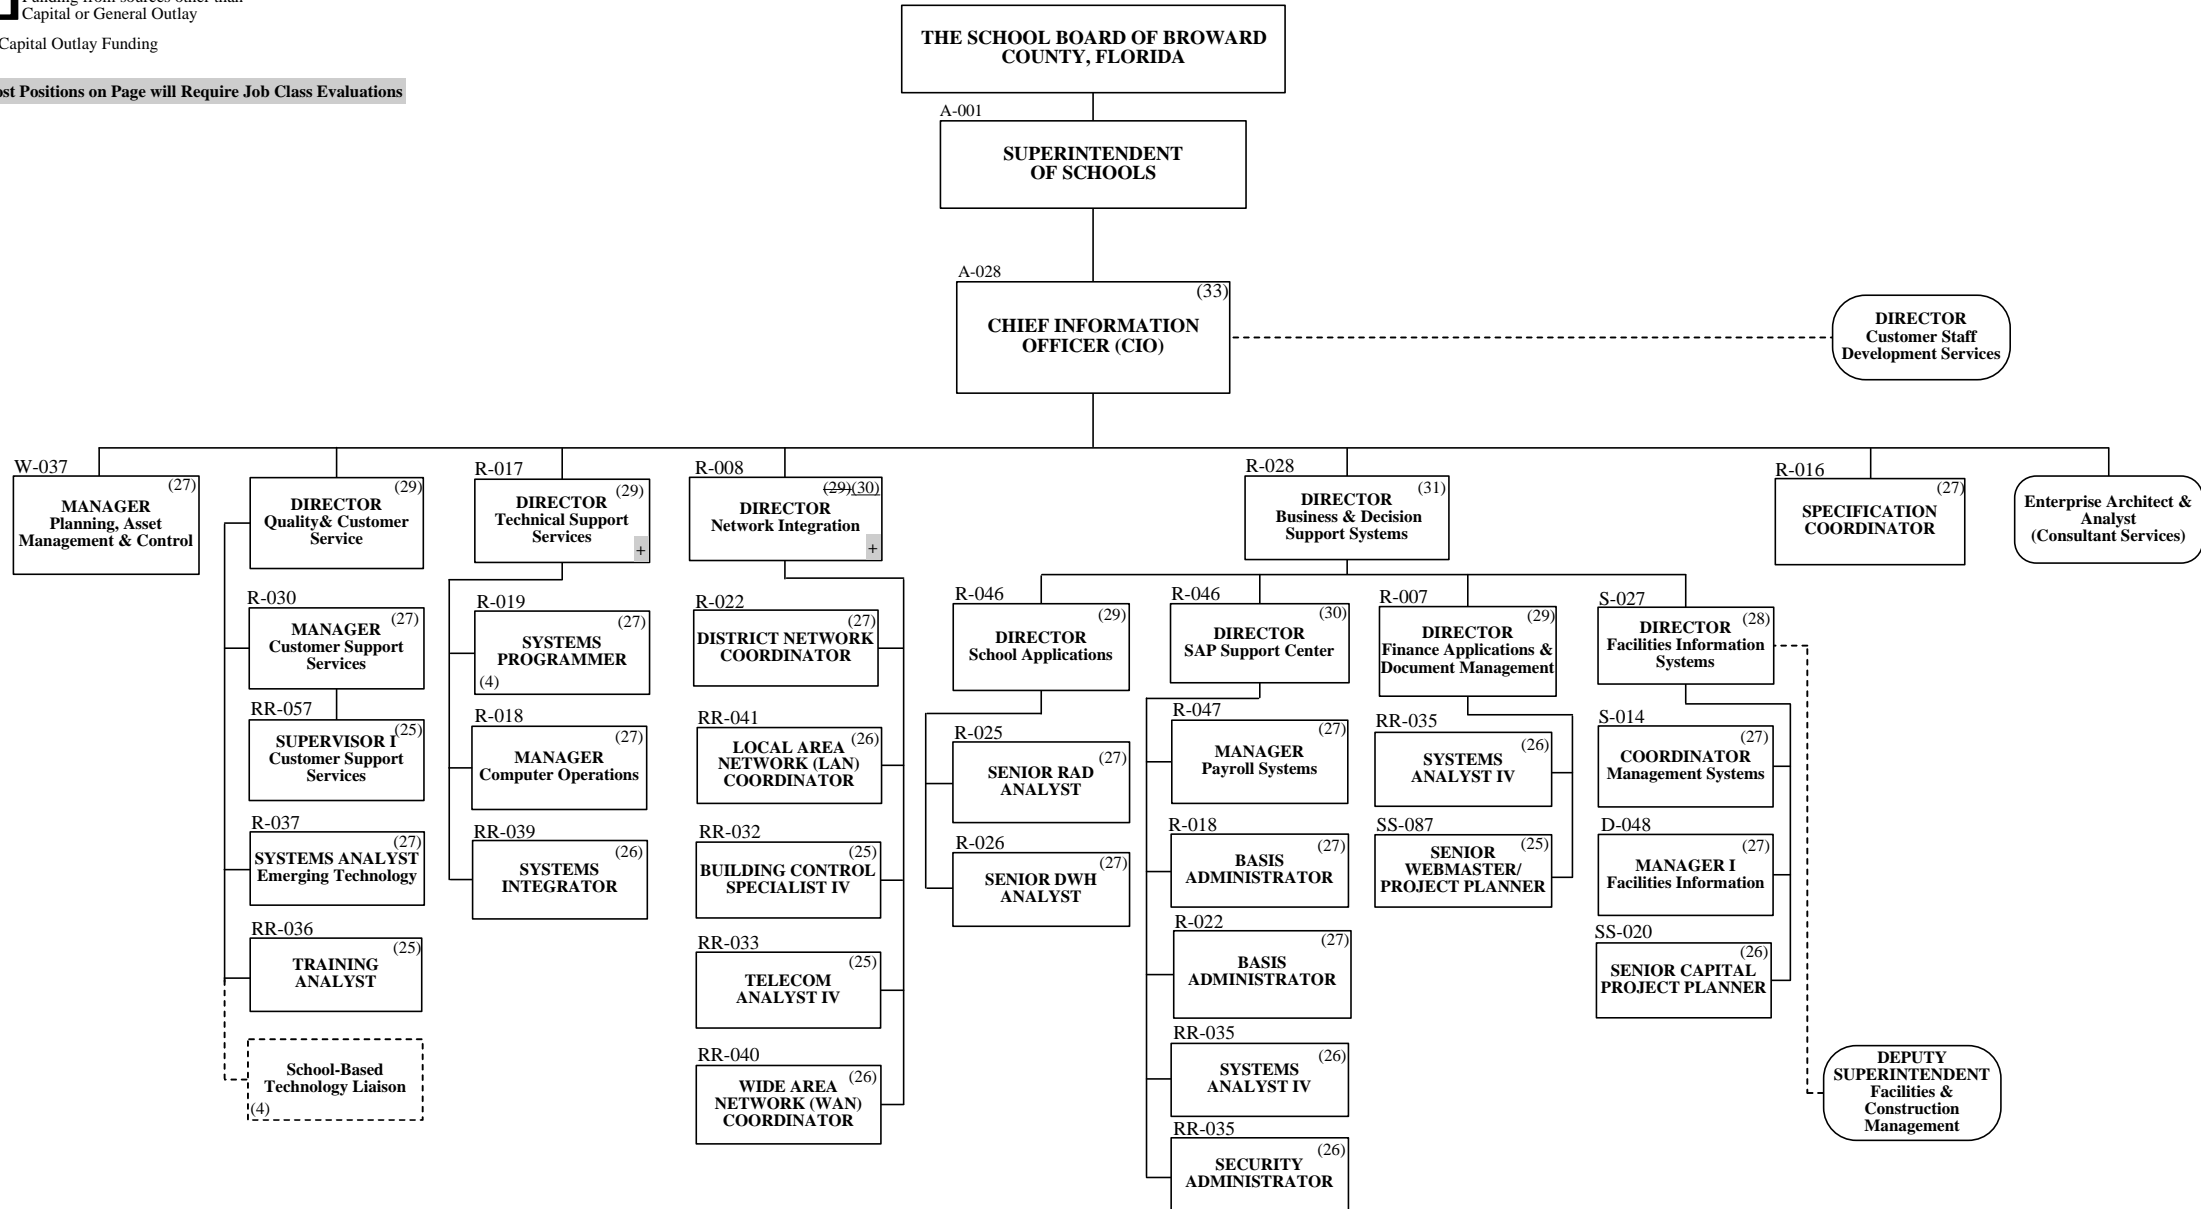 Funding from sources other than
Capital or General Outlay
Capital Outlay Funding
ost Positions on Page will Require Job Class Evaluations
THE SCHOOL BOARD OF BROWARD
COUNTY, FLORIDA
A-001
SUPERINTENDENT
OF SCHOOLS
A-028
(33)
CHIEF INFORMATION
OFFICER (CIO)
DIRECTOR
Customer Staff
Development Services
W-037
(27)
MANAGER
Planning, Asset
Management & Control
(29)
DIRECTOR
Quality& Customer
Service
R-017
(29)
DIRECTOR
Technical Support
Services
+
R-008
(29)(30)
DIRECTOR
Network Integration
+
R-028
(31)
DIRECTOR
Business & Decision
Support Systems
R-016
(27)
SPECIFICATION
COORDINATOR
Enterprise Architect &
Analyst
(Consultant Services)
R-030
(27)
MANAGER
Customer Support
Services
RR-057
(25)
SUPERVISOR I
Customer Support
Services
R-037
(27)
SYSTEMS ANALYST
Emerging Technology
RR-036
(25)
TRAINING
ANALYST
School-Based
Technology Liaison
(4)
R-019
(27)
SYSTEMS
PROGRAMMER
(4)
R-018
(27)
MANAGER
Computer Operations
RR-039
(26)
SYSTEMS
INTEGRATOR
R-022
(27)
DISTRICT NETWORK
COORDINATOR
RR-041
(26)
LOCAL AREA
NETWORK (LAN)
COORDINATOR
RR-032
(25)
BUILDING CONTROL
SPECIALIST IV
RR-033
(25)
TELECOM
ANALYST IV
RR-040
(26)
WIDE AREA
NETWORK (WAN)
COORDINATOR
R-046
(29)
DIRECTOR
School Applications
R-025
(27)
SENIOR RAD
ANALYST
R-026
(27)
SENIOR DWH
ANALYST
R-046
(30)
DIRECTOR
SAP Support Center
R-047
(27)
MANAGER
Payroll Systems
R-018
(27)
BASIS
ADMINISTRATOR
R-022
(27)
BASIS
ADMINISTRATOR
RR-035
(26)
SYSTEMS
ANALYST IV
RR-035
(26)
SECURITY
ADMINISTRATOR
R-007
(29)
DIRECTOR
Finance Applications &
Document Management
RR-035
(26)
SYSTEMS
ANALYST IV
SS-087
(25)
SENIOR
WEBMASTER/
PROJECT PLANNER
S-027
(28)
DIRECTOR
Facilities Information
Systems
S-014
(27)
COORDINATOR
Management Systems
D-048
(27)
MANAGER I
Facilities Information
SS-020
(26)
SENIOR CAPITAL
PROJECT PLANNER
DEPUTY
SUPERINTENDENT
Facilities &
Construction
Management